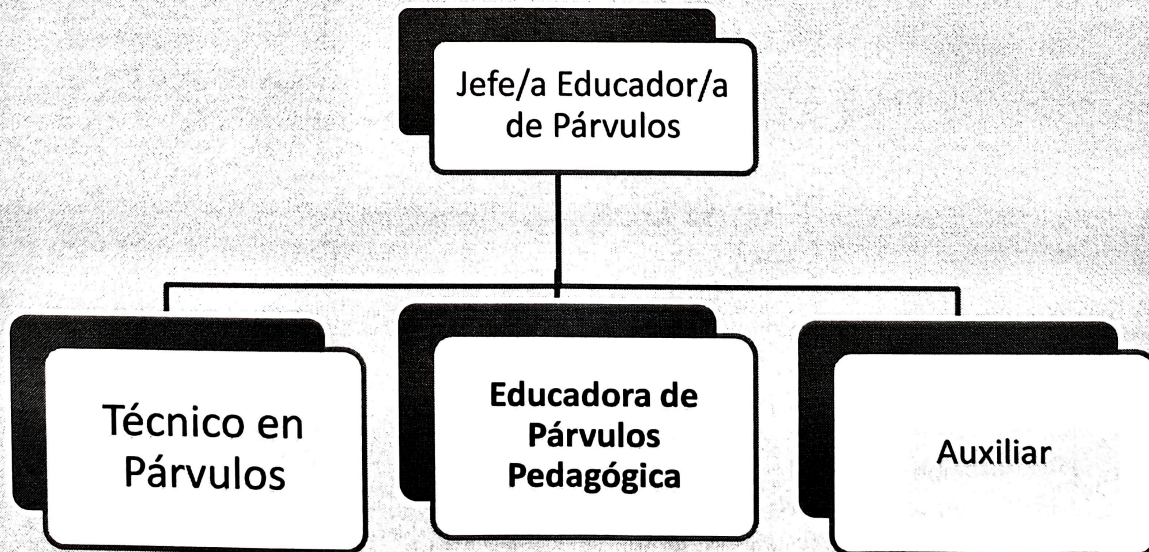 Jefe/a Educador/a
de Párvulos
Técnico en
Párvulos
Educadora de
Párvulos
Pedagógica
Auxiliar